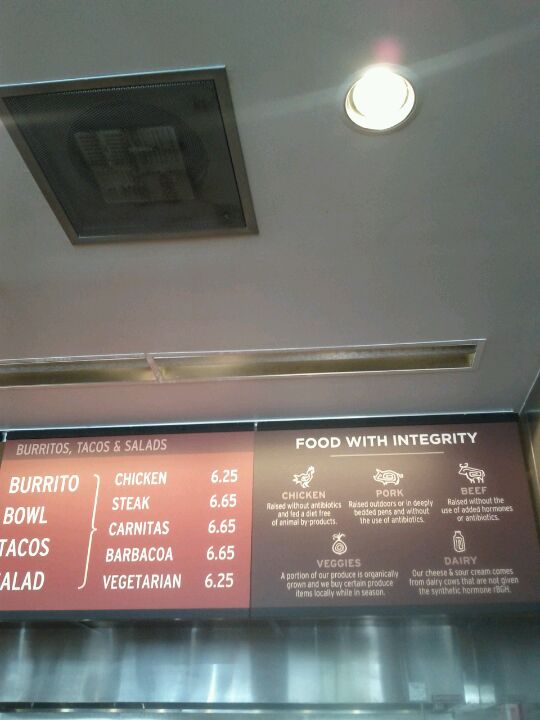 BURRITOS, TACOS & SALADS
BURRITO
BOWL
TACOS
ALAD
CHICKEN 6.25
STEAK 6.65
CARNITAS 6.65
BARBACOA 6.65
VEGETARIAN 6.25
FOOD WITH INTEGRITY
CHICKEN
Raised without antibiotics
and fed a diet free
of animal by-products.
PORK
Raised outdoors or in deeply
bedded pens and without
the use of antibiotics.
BEEF
Raised without the
use of added hormones
or antibiotics.
VEGGIES
A portion of our produce is organically
grown and we buy certain produce
items locally while in season.
DAIRY
Our cheese & sour cream comes
from dairy cows that are not given
the synthetic hormone rBGH.